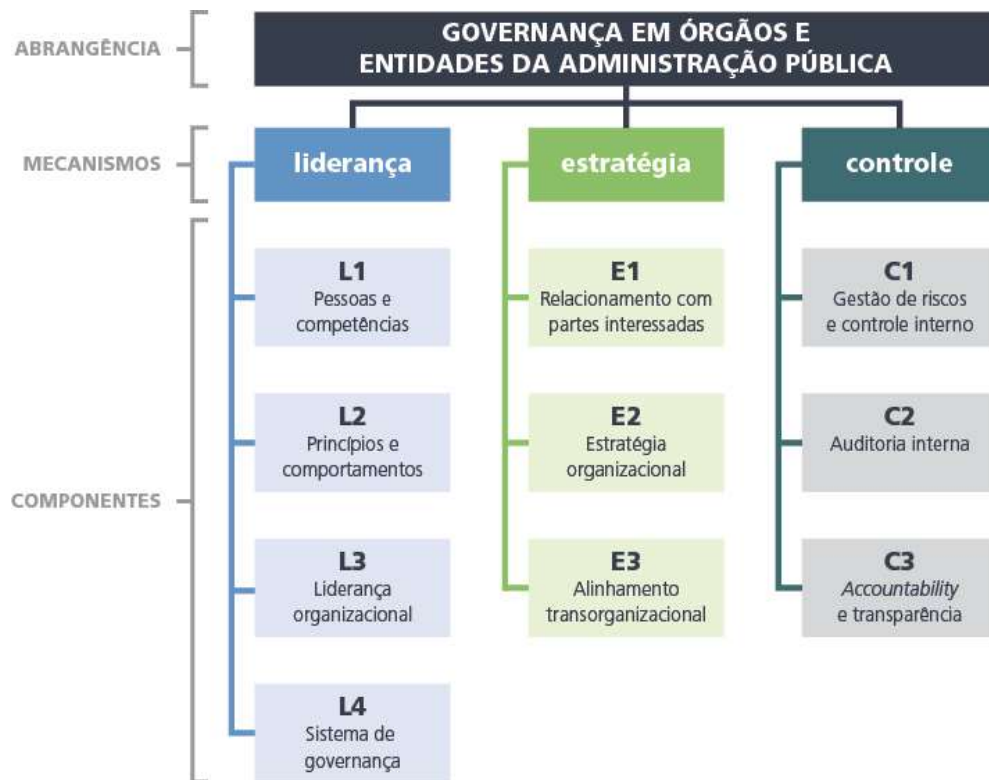 ABRANGÊNCIA
GOVERNANÇA EM ÓRGÃOS E
ENTIDADES DA ADMINISTRAÇÃO PÚBLICA
MECANISMOS
liderança
estratégia
controle
COMPONENTES
L1
Pessoas e
competências
L2
Princípios e
comportamentos
L3
Liderança
organizacional
L4
Sistema de
governança
E1
Relacionamento com
partes interessadas
E2
Estratégia
organizacional
E3
Alinhamento
transorganizacional
C1
Gestão de riscos
e controle interno
C2
Auditoria interna
C3
Accountability
e transparência